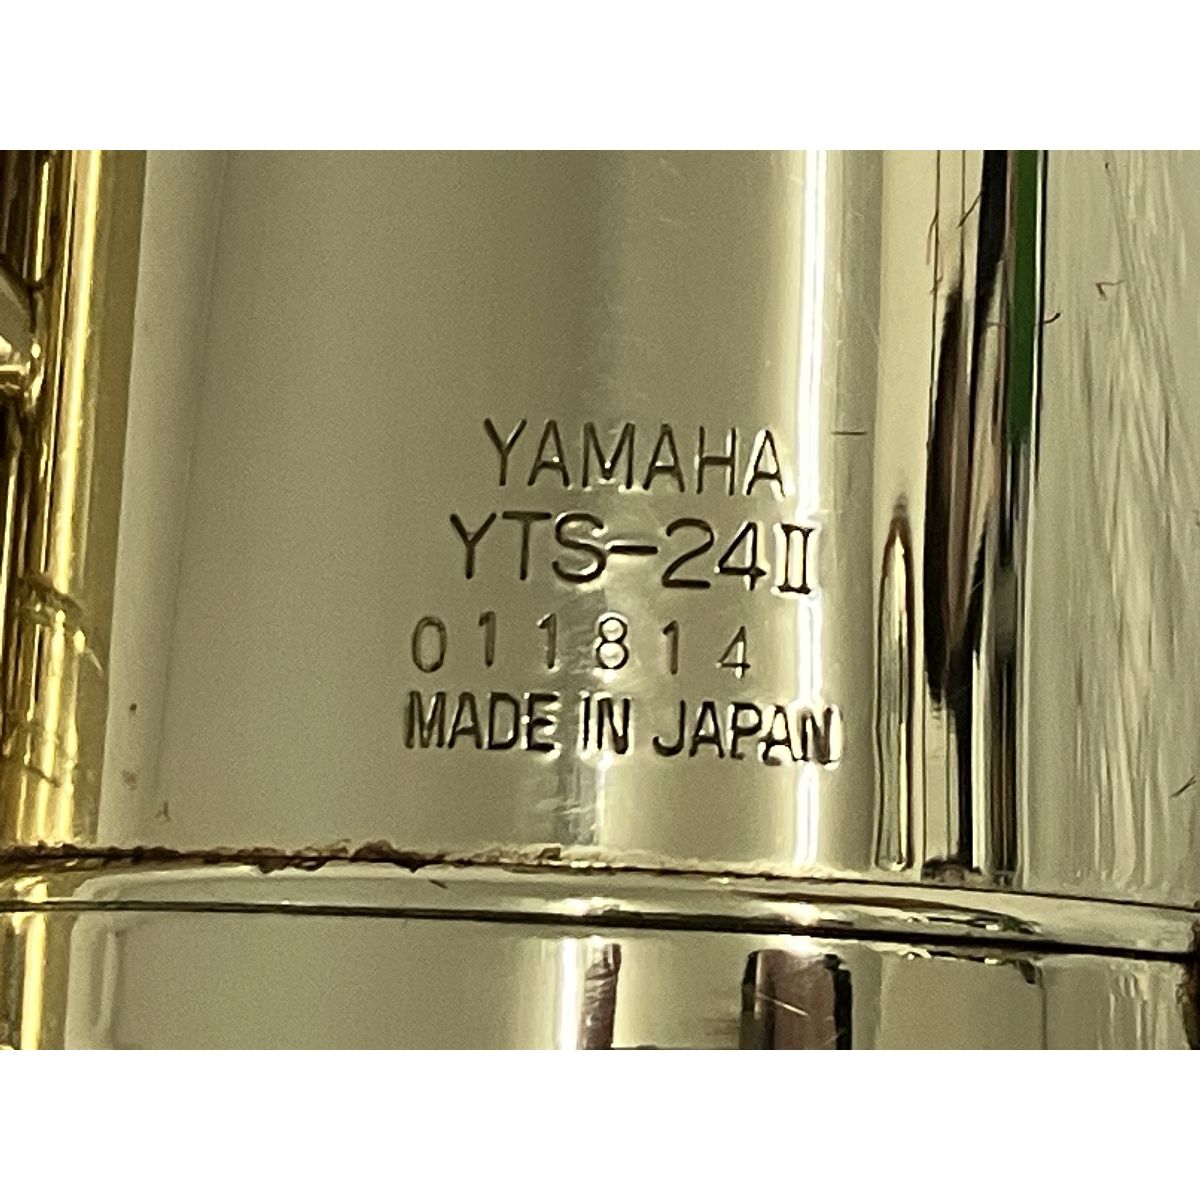 YAMAHA
YTS-24II
011814
MADE IN JAPAN